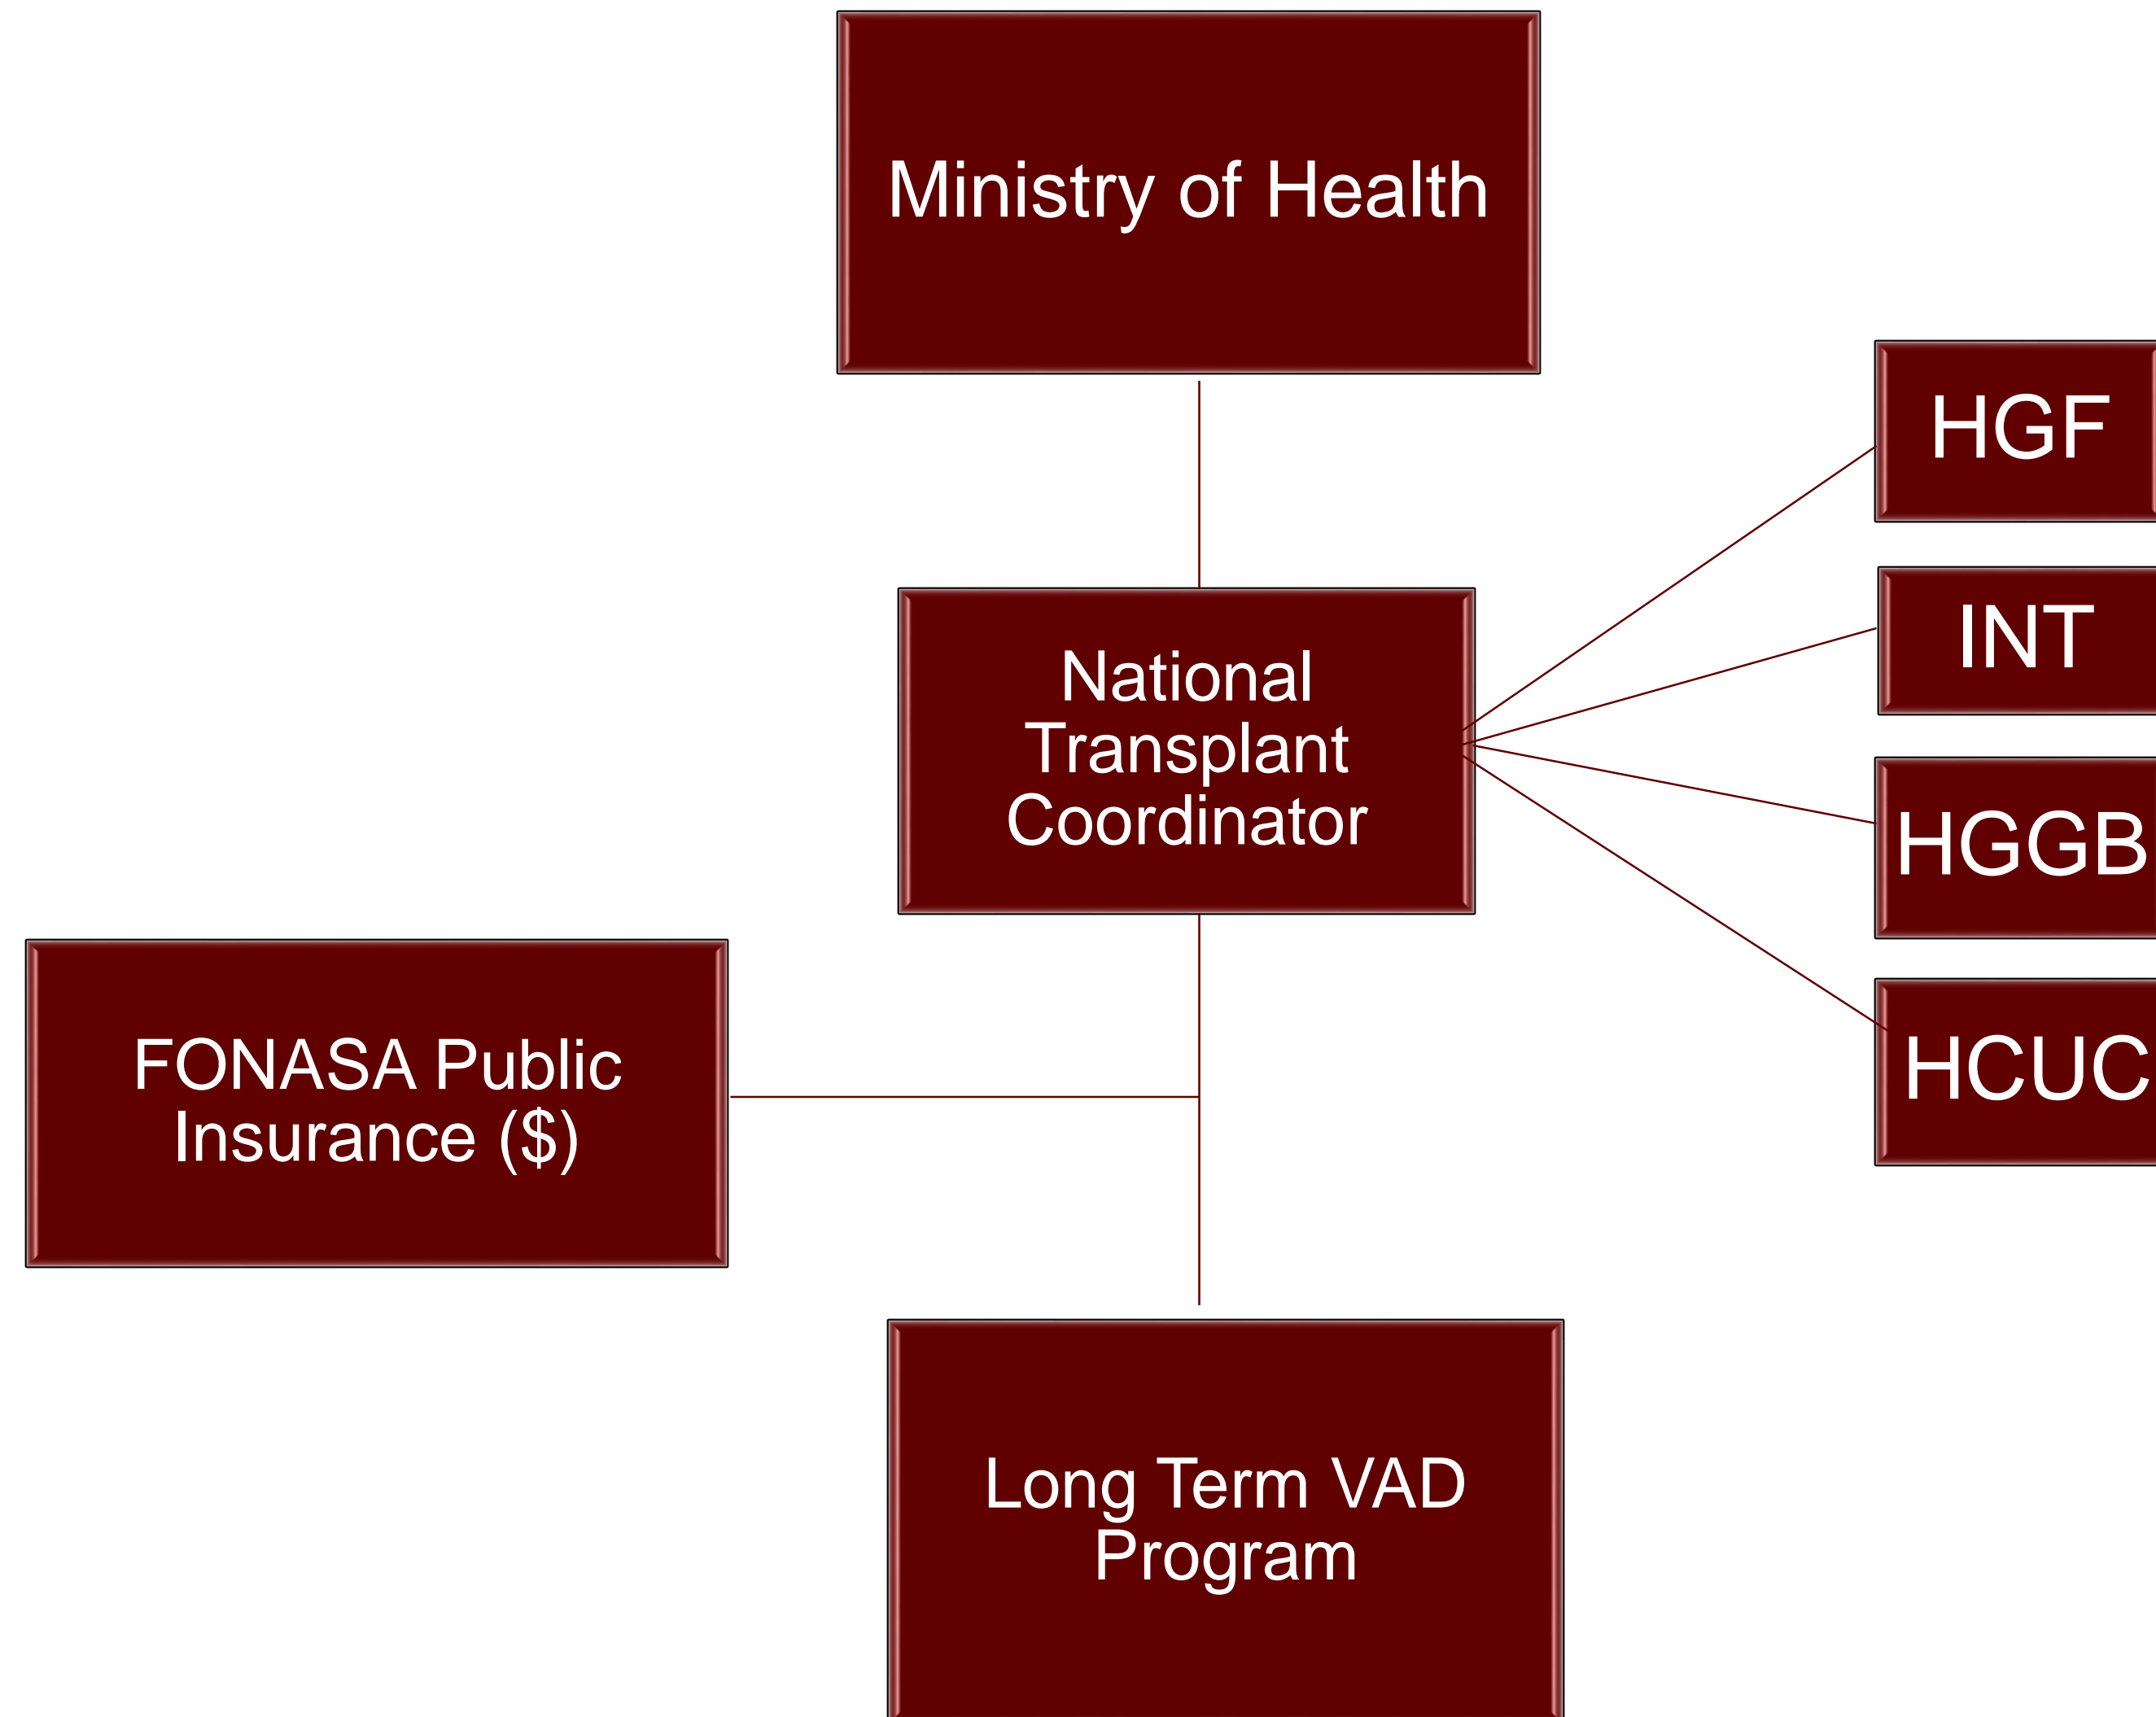 Ministry of Health
HGF
INT
National
Transplant
Coordinator
HGGB
HCUC
FONASA Public
Insurance ($)
Long Term VAD
Program